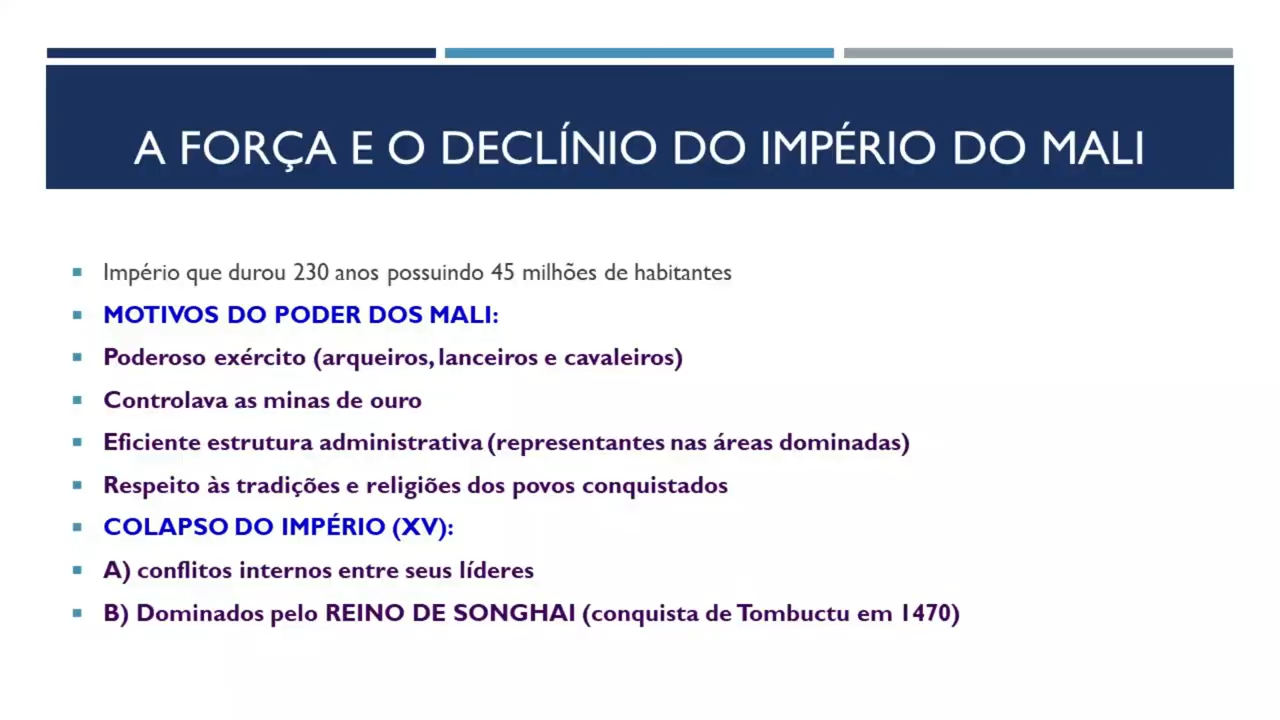 A FORÇA E O DECLÍNIO DO IMPÉRIO DO MALI
Império que durou 230 anos possuindo 45 milhões de habitantes
MOTIVOS DO PODER DOS MALI:
Poderoso exército (arqueiros, lanceiros e cavaleiros)
Controlava as minas de ouro
Eficiente estrutura administrativa (representantes nas áreas dominadas)
Respeito às tradições e religiões dos povos conquistados
COLAPSO DO IMPÉRIO (XV):
A) conflitos internos entre seus líderes
B) Dominados pelo REINO DE SONGHAI (conquista de Tombuctu em 1470)